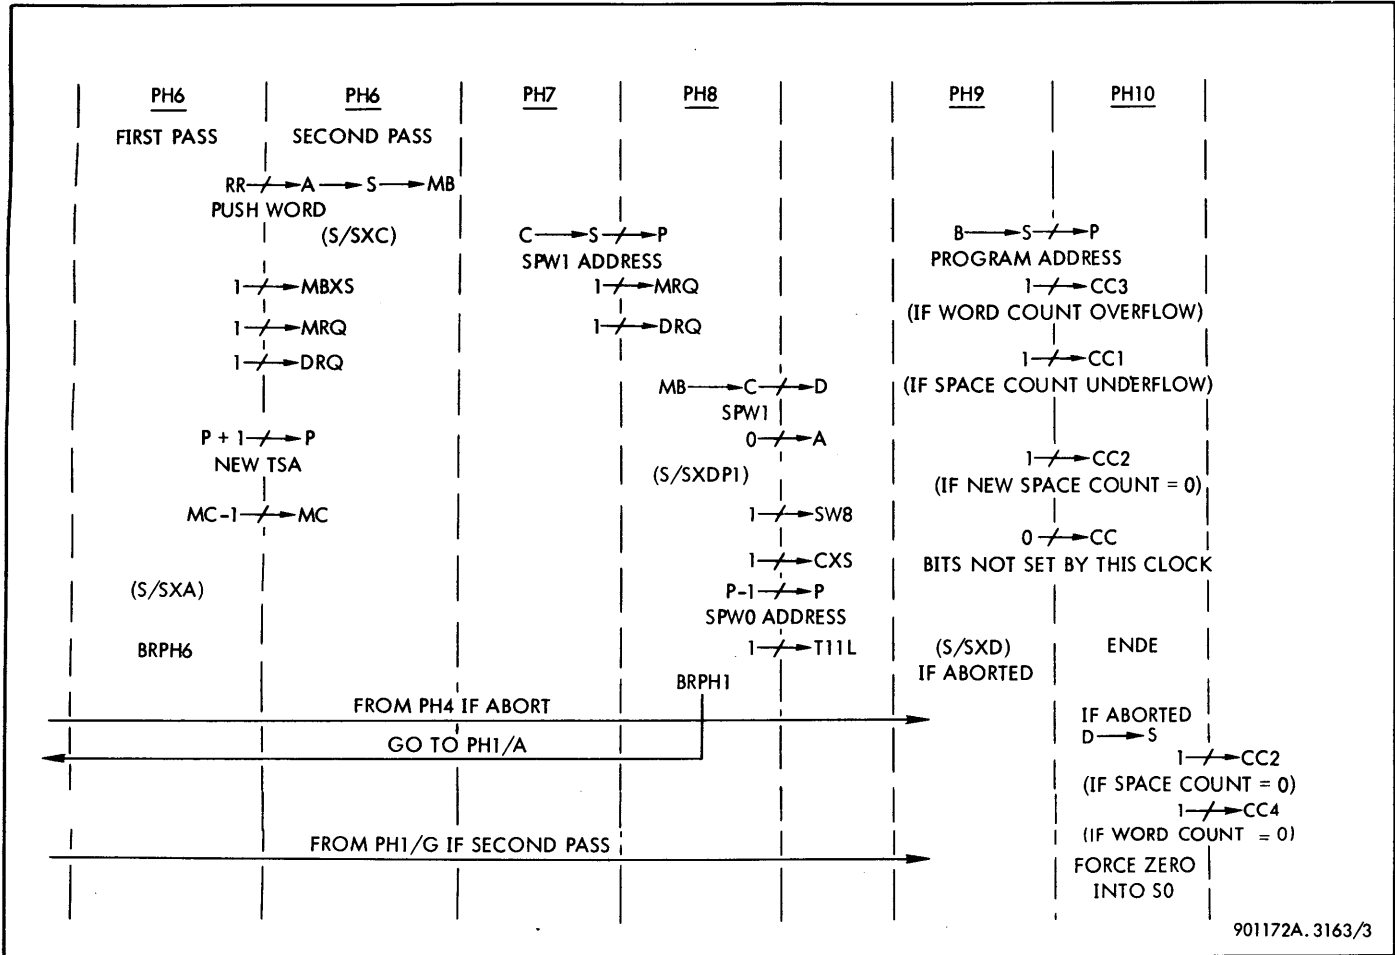 PH6 PH6 PH7 PH8 PH9 PH10
FIRST PASS SECOND PASS
RR A S MB
PUSH WORD
(S/SXC) C S P B S P
SPW1 ADDRESS PROGRAM ADDRESS
1 MBXS 1 MRQ 1 CC3
(IF WORD COUNT OVERFLOW)
1 MRQ 1 DRQ
1 DRQ 1 CC1
MB C D (IF SPACE COUNT UNDERFLOW)
SPW1
P + 1 P 0 A
NEW TSA 1 CC2
(S/SXDP1) (IF NEW SPACE COUNT = 0)
MC-1 MC 1 SW8
0 CC
1 CXS BITS NOT SET BY THIS CLOCK
(S/SXA) P-1 P
SPW0 ADDRESS
BRPH6 1 T11L (S/SXD) ENDE
IF ABORTED
BRPH1
FROM PH4 IF ABORT
IF ABORTED
D S
GO TO PH1/A
1 CC2
(IF SPACE COUNT = 0)
1 CC4
(IF WORD COUNT = 0)
FROM PH1/G IF SECOND PASS
FORCE ZERO
INTO S0
901172A.3163/3